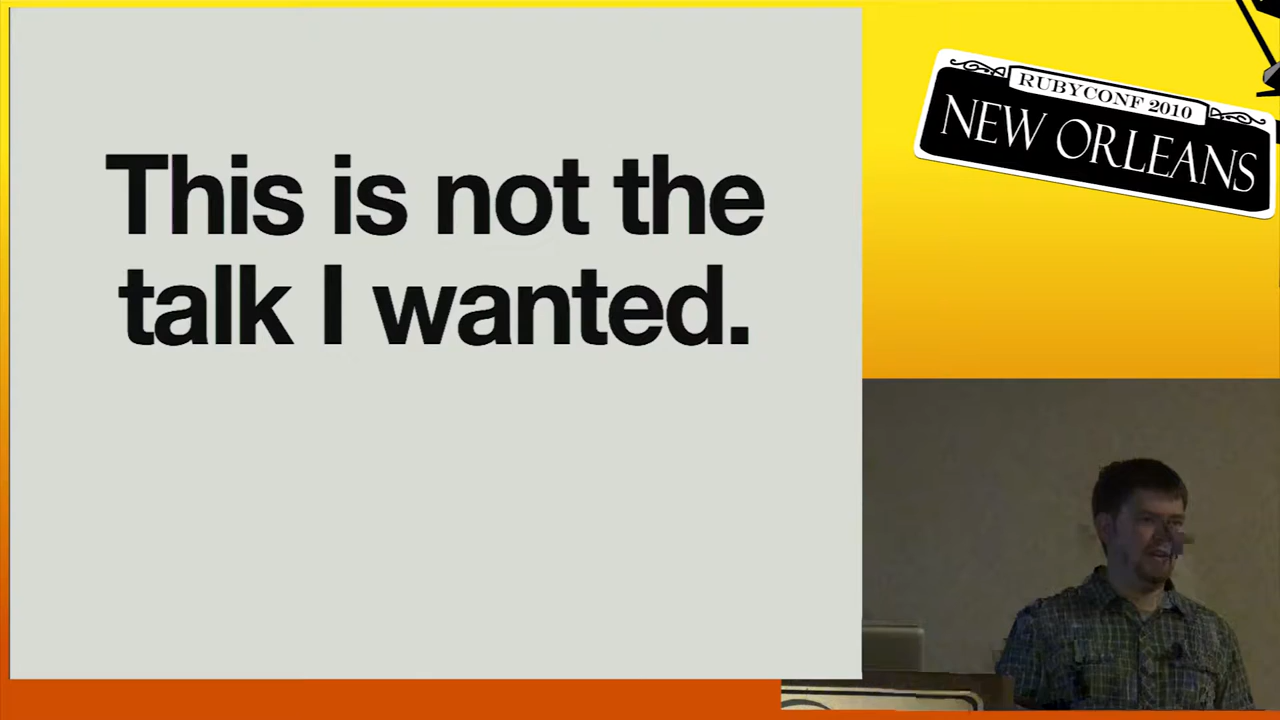 This is not the
talk I wanted.
RUBYCONF 2010
NEW ORLEANS